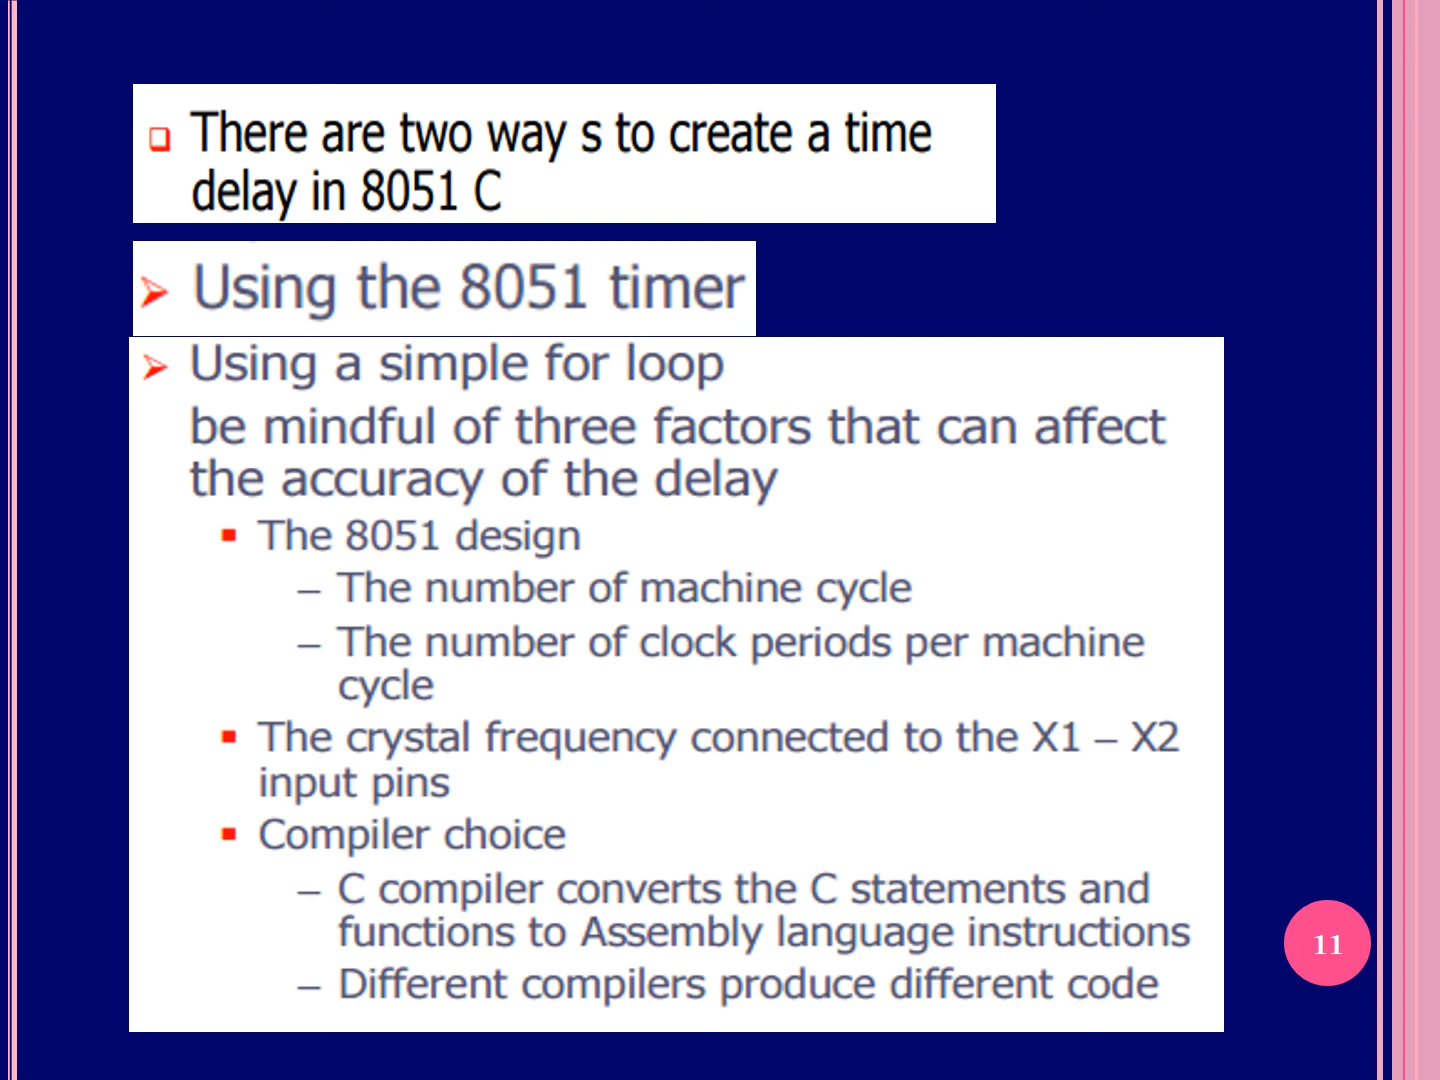 ❑ There are two way s to create a time
delay in 8051 C
➢ Using the 8051 timer
➢ Using a simple for loop
be mindful of three factors that can affect
the accuracy of the delay
▪ The 8051 design
– The number of machine cycle
– The number of clock periods per machine
cycle
▪ The crystal frequency connected to the X1 – X2
input pins
▪ Compiler choice
– C compiler converts the C statements and
functions to Assembly language instructions
– Different compilers produce different code
11